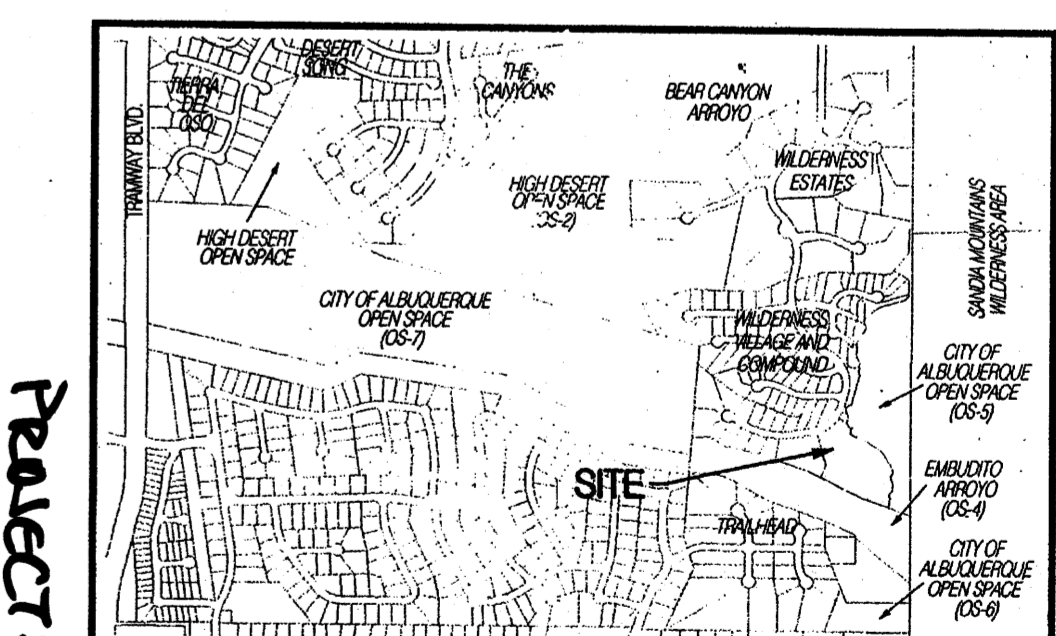 DESERT
SONG
THE
CANYONS
TIERRA
DEL
OSO
BEAR CANYON
ARROYO
TRAMWAY BLVD.
WILDERNESS
ESTATES
HIGH DESERT
OPEN SPACE
OS-2)
SANDIA MOUNTAINS
WILDERNESS AREA
HIGH DESERT
OPEN SPACE
CITY OF ALBUQUERQUE
OPEN SPACE
(OS-7)
WILDERNESS
VILLAGE AND
COMPOUND
CITY OF
ALBUQUERQUE
OPEN SPACE
(OS-5)
SITE
EMBUDITO
ARROYO
(OS-4)
TRAILHEAD
CITY OF
ALBUQUERQUE
OPEN SPACE
(OS-6)
PROJECT